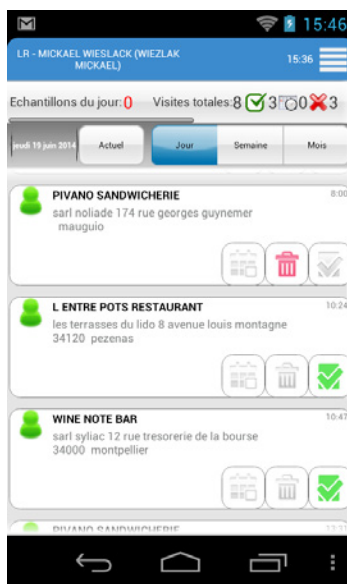 15:46
LR - MICKAEL WIESLACK (WIEZLAK
MICKAEL)
15:36
Echantillons du jour:0 Visites totales:8 3 0 3
jeudi 19 juin 2014 Actuel Jour Semaine Mois
PIVANO SANDWICHERIE 8:00
sarl noliade 174 rue georges guynemer
mauguio
L ENTRE POTS RESTAURANT 10:24
les terrasses du lido 8 avenue louis montagne
34120 pezenas
WINE NOTE BAR 10:47
sarl syliac 12 rue tresorerie de la bourse
34000 montpellier
PIVANO SANDWICHERIE